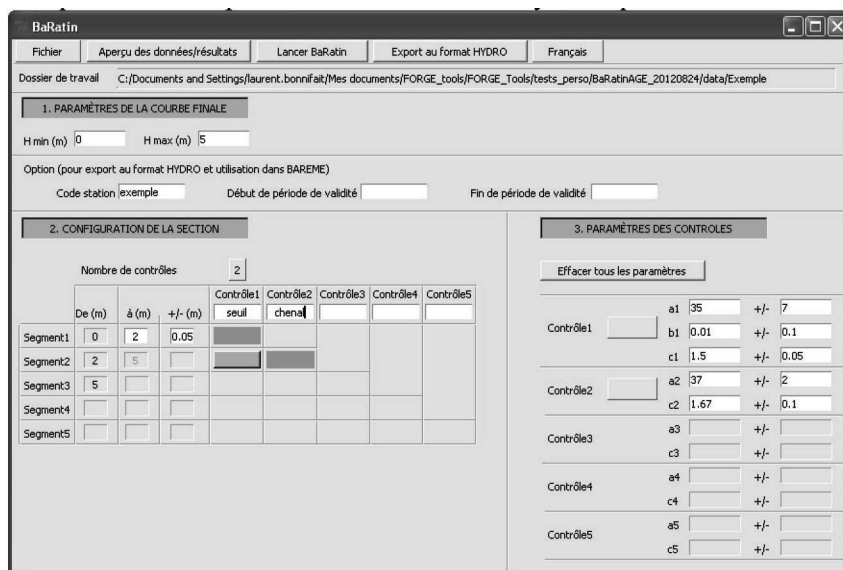 BaRatin
Fichier Aperçu des données/résultats Lancer BaRatin Export au format HYDRO Français
Dossier de travail C:/Documents and Settings/laurent.bonnifait/Mes documents/FORGE_tools/FORGE_Tools/tests_perso/BaRatinAGE_20120824/data/Exemple
1. PARAMÈTRES DE LA COURBE FINALE
H min (m) 0 H max (m) 5
Option (pour export au format HYDRO et utilisation dans BAREME)
Code station exemple Début de période de validité Fin de période de validité
2. CONFIGURATION DE LA SECTION
Nombre de contrôles 2
Contrôle1 Contrôle2 Contrôle3 Contrôle4 Contrôle5
De (m) à (m) +/- (m) seuil chenal
Segment1 0 2 0.05
Segment2 2 5
Segment3 5
Segment4
Segment5
3. PARAMÈTRES DES CONTROLES
Effacer tous les paramètres
a1 35 +/- 7
Contrôle1 b1 0.01 +/- 0.1
c1 1.5 +/- 0.05
a2 37 +/- 2
Contrôle2
c2 1.67 +/- 0.1
a3 +/-
Contrôle3
c3 +/-
a4 +/-
Contrôle4
c4 +/-
a5 +/-
Contrôle5
c5 +/-